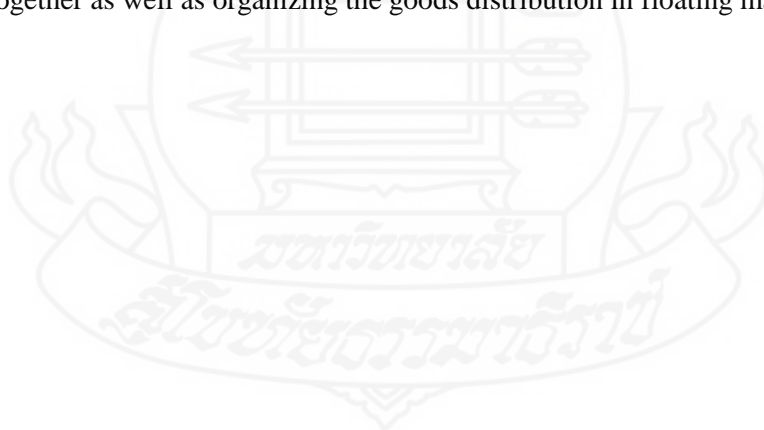 together as well as organizing the goods distribution in floating
มหาวิทยาลัย
สุโขทัยธรรมาธิราช